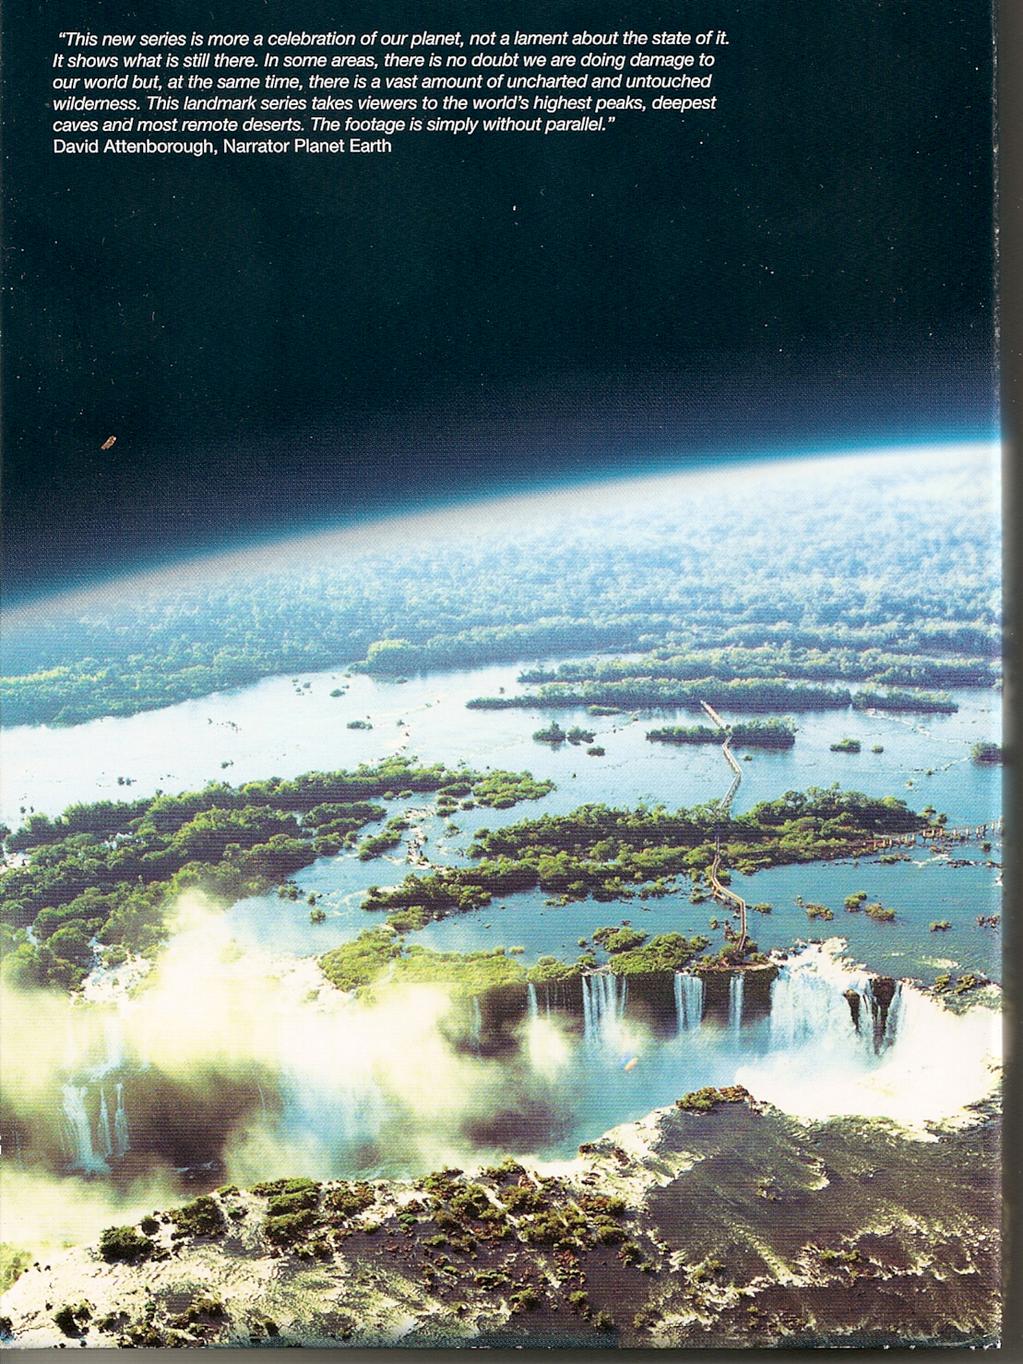 “This new series is more a celebration of our planet, not a lament about the state of it.
It shows what is still there. In some areas, there is no doubt we are doing damage to
our world but, at the same time, there is a vast amount of uncharted and untouched
wilderness. This landmark series takes viewers to the world’s highest peaks, deepest
caves and most remote deserts. The footage is simply without parallel.”
David Attenborough, Narrator Planet Earth